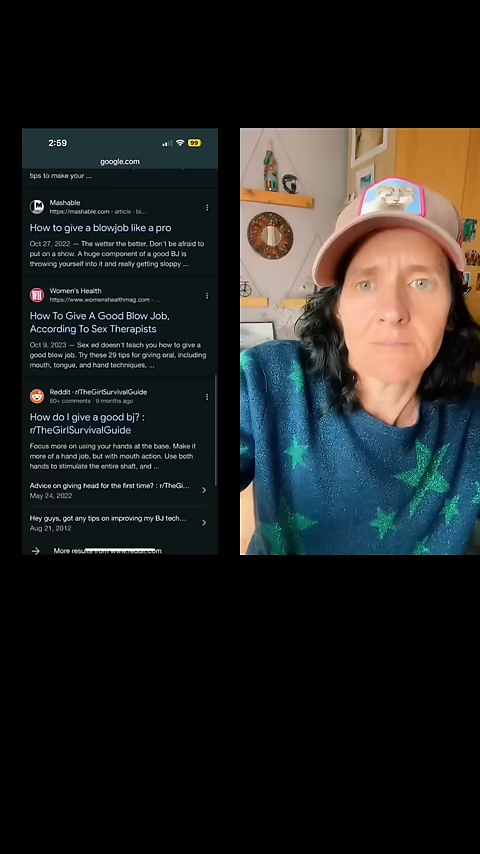 2:59
99
google.com
tips to make your ...
Mashable
https://mashable.com › article › bl...
How to give a blowjob like a pro
Oct 27, 2022 — The wetter the better. Don't be afraid to
put on a show. A huge component of a good BJ is
throwing yourself into it and really getting sloppy ...
WH
Women's Health
https://www.womenshealthmag.com › ...
How To Give A Good Blow Job,
According To Sex Therapists
Oct 9, 2023 — Sex ed doesn't teach you how to give a
good blow job. Try these 29 tips for giving oral, including
mouth, tongue, and hand techniques, ...
Reddit · r/TheGirlSurvivalGuide
60+ comments · 9 months ago
How do I give a good bj? :
r/TheGirlSurvivalGuide
Focus more on using your hands at the base. Make it
more of a hand job, but with mouth action. Use both
hands to stimulate the entire shaft, and ...
Advice on giving head for the first time? : r/TheGi...
May 24, 2022
Hey guys, got any tips on improving my BJ tech...
Aug 21, 2012
More results from www.reddit.com